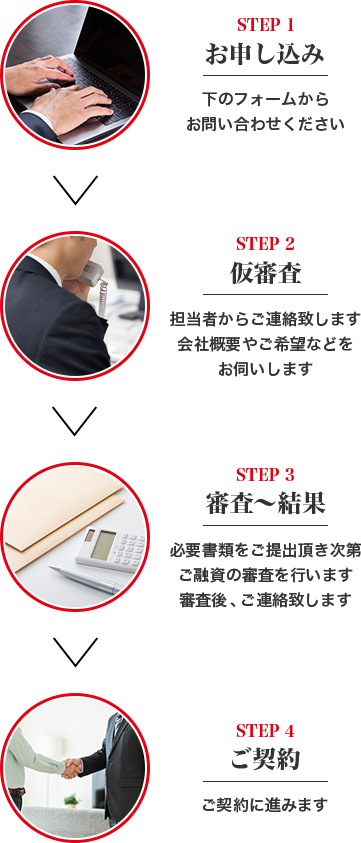 STEP 1
お申し込み
下のフォームから
お問い合わせください
STEP 2
仮審査
担当者からご連絡致します
会社概要やご希望などを
お伺いします
STEP 3
審査〜結果
必要書類をご提出頂き次第
ご融資の審査を行います
審査後、ご連絡致します
STEP 4
ご契約
ご契約に進みます